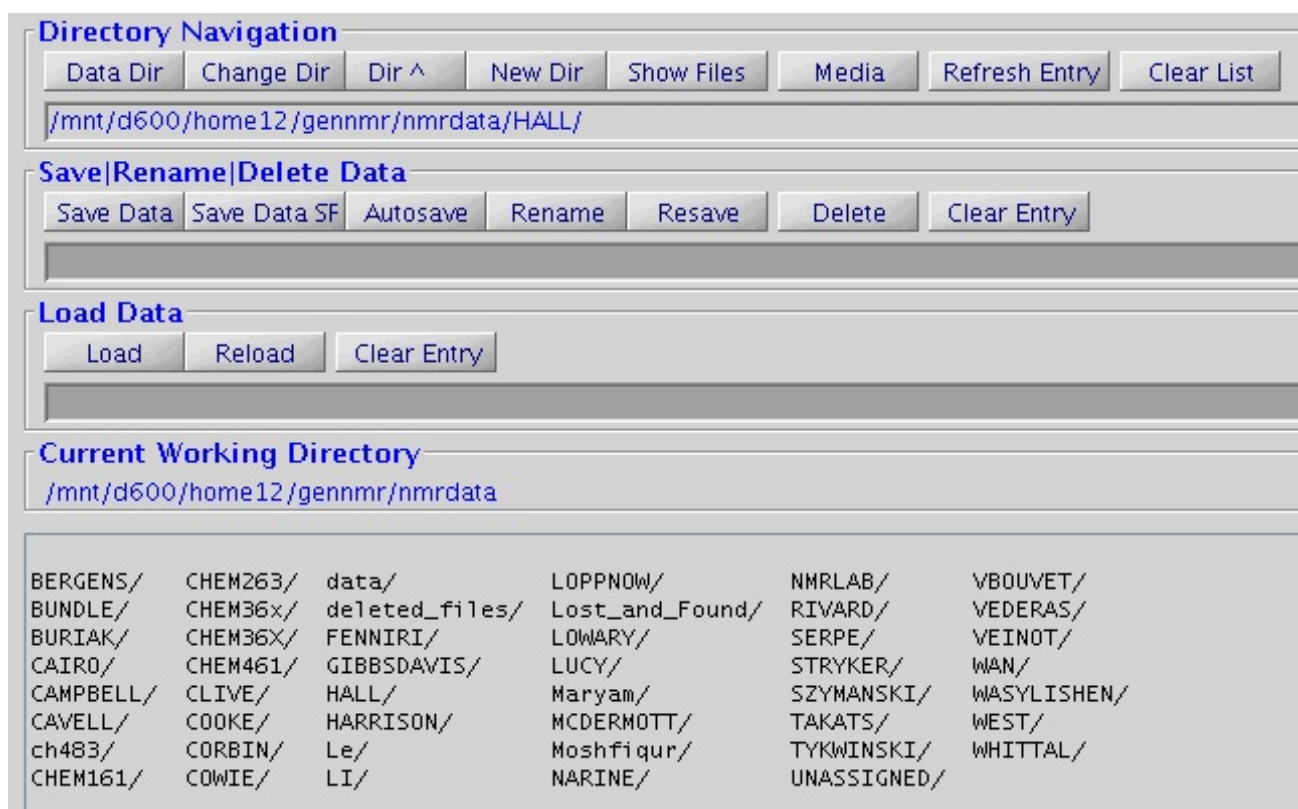 Directory Navigation
Data Dir Change Dir Dir ^ New Dir Show Files Media Refresh Entry Clear List
/mnt/d600/home12/gennmr/nmrdata/HALL/
Save|Rename|Delete Data
Save Data Save Data SF Autosave Rename Resave Delete Clear Entry
Load Data
Load Reload Clear Entry
Current Working Directory
/mnt/d600/home12/gennmr/nmrdata
BERGENS/ CHEM263/ data/ LOPPNOW/ NMRLAB/ VBOUVET/
BUNDLE/ CHEM36x/ deleted_files/ Lost_and_Found/ RIVARD/ VEDERAS/
BURIAK/ CHEM36X/ FENNIRI/ LOWARY/ SERPE/ VEINOT/
CAIRO/ CHEM461/ GIBBSDAVIS/ LUCY/ STRYKER/ WAN/
CAMPBELL/ CLIVE/ HALL/ Maryam/ SZYMANSKI/ WASYLISHEN/
CAVELL/ COOKE/ HARRISON/ MCDERMOTT/ TAKATS/ WEST/
ch483/ CORBIN/ Le/ Moshfiqur/ TYKWINSKI/ WHITTAL/
CHEM161/ COWIE/ LI/ NARINE/ UNASSIGNED/